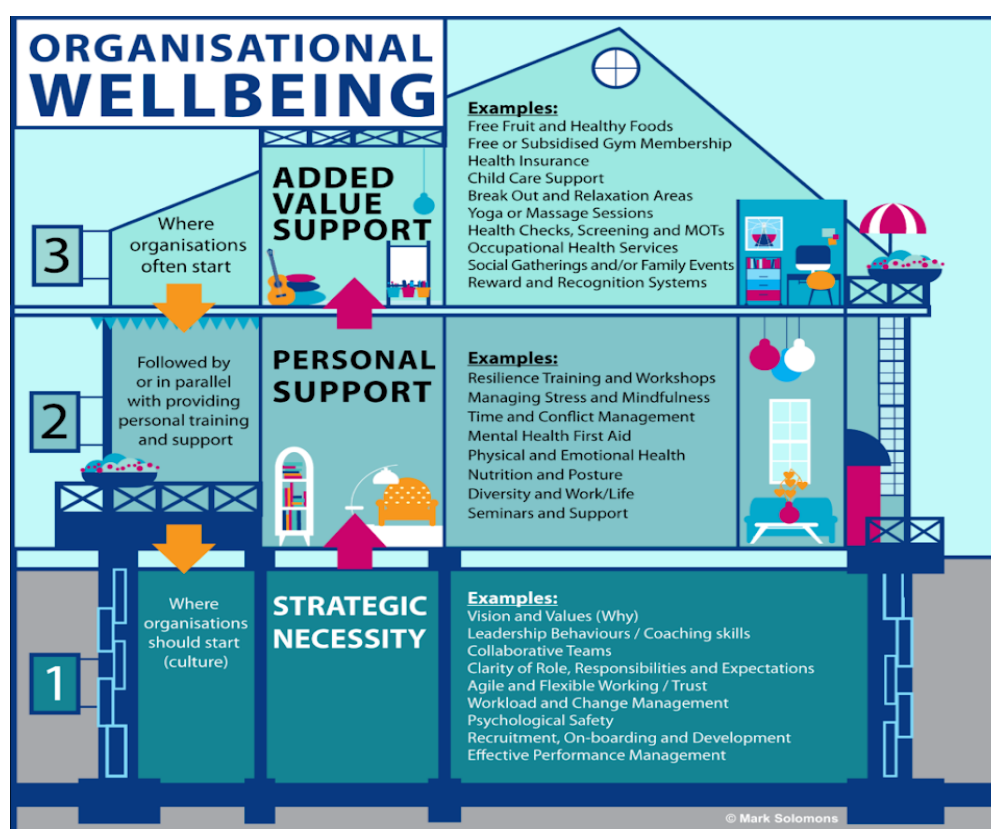 ORGANISATIONAL
WELLBEING
3
Where
organisations
often start
ADDED
VALUE
SUPPORT
Examples:
Free Fruit and Healthy Foods
Free or Subsidised Gym Membership
Health Insurance
Child Care Support
Break Out and Relaxation Areas
Yoga or Massage Sessions
Health Checks, Screening and MOTs
Occupational Health Services
Social Gatherings and/or Family Events
Reward and Recognition Systems
2
Followed by
or in parallel
with providing
personal training
and support
PERSONAL
SUPPORT
Examples:
Resilience Training and Workshops
Managing Stress and Mindfulness
Time and Conflict Management
Mental Health First Aid
Physical and Emotional Health
Nutrition and Posture
Diversity and Work/Life
Seminars and Support
1
Where
organisations
should start
(culture)
STRATEGIC
NECESSITY
Examples:
Vision and Values (Why)
Leadership Behaviours / Coaching skills
Collaborative Teams
Clarity of Role, Responsibilities and Expectations
Agile and Flexible Working / Trust
Workload and Change Management
Psychological Safety
Recruitment, On-boarding and Development
Effective Performance Management
© Mark Solomons